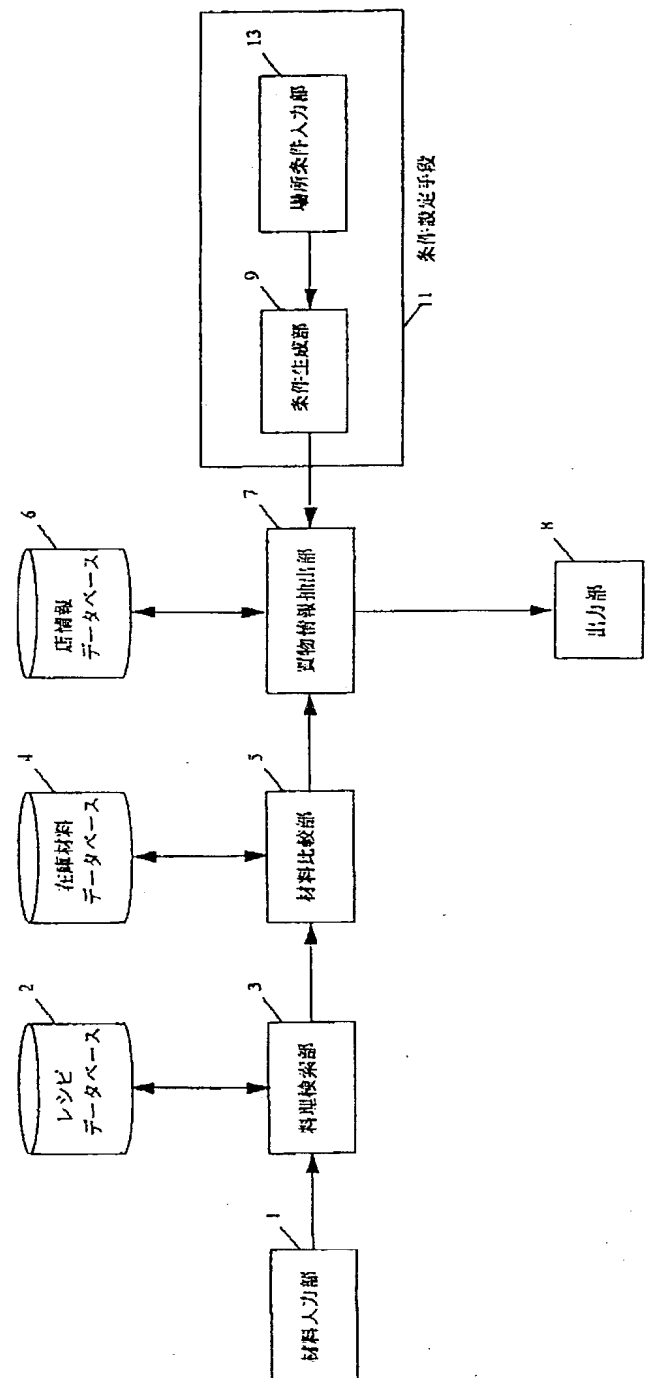 レシピ
データベース
2
在庫材料
データベース
4
店情報
データベース
6
材料入力部
1
料理検索部
3
材料比較部
5
買物情報抽出部
7
条件生成部
9
場所条件入力部
13
11
条件設定手段
出力部
8